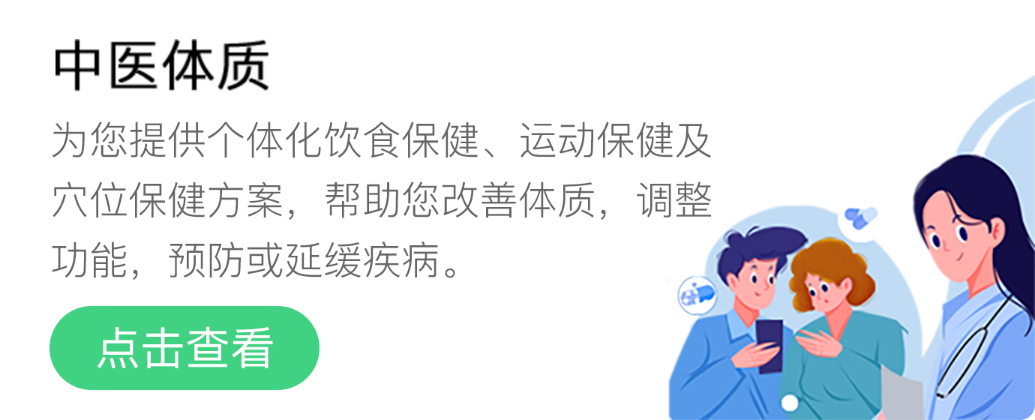 中医体质
为您提供个体化饮食保健、运动保健及
穴位保健方案，帮助您改善体质，调整
功能，预防或延缓疾病。
点击查看